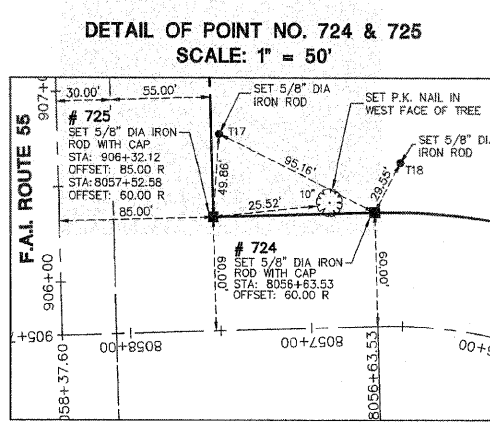 DETAIL OF POINT NO. 724 & 725
SCALE: 1" = 50'
907+
30.00'
55.00'
SET 5/8" DIA
IRON ROD
SET P.K. NAIL IN
WEST FACE OF TREE
# 725
SET 5/8" DIA IRON
ROD WITH CAP
STA: 906+32.12
OFFSET: 85.00 R
STA:8057+52.58
OFFSET: 60.00 R
85.00'
T17
SET 5/8" DI
IRON ROD
T18
95.16'
49.86'
29.55'
10"
25.52'
F.A.I. ROUTE 55
# 724
SET 5/8" DIA IRON
ROD WITH CAP
STA: 8056+63.53
OFFSET: 60.00 R
60.00'
60.00'
906+00
9057+
8058+00
8057+00
00+
058+37.60
8056+63.53